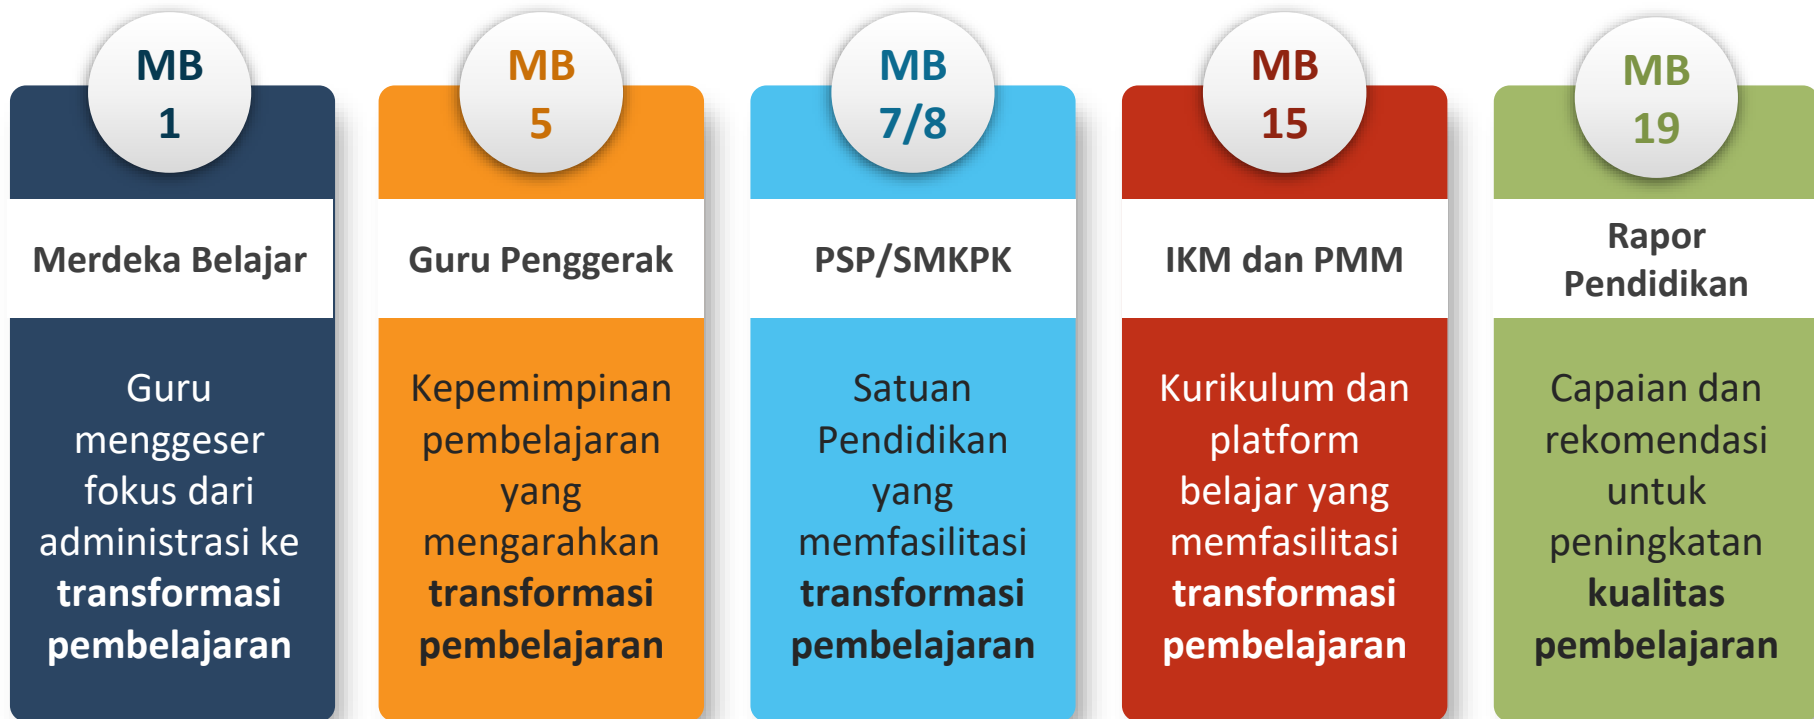 MB
1
Merdeka Belajar
Guru
menggeser
fokus dari
administrasi ke
transformasi
pembelajaran
MB
5
Guru Penggerak
Kepemimpinan
pembelajaran
yang
mengarahkan
transformasi
pembelajaran
MB
7/8
PSP/SMKPK
Satuan
Pendidikan
yang
memfasilitasi
transformasi
pembelajaran
MB
15
IKM dan PMM
Kurikulum dan
platform
belajar yang
memfasilitasi
transformasi
pembelajaran
MB
19
Rapor
Pendidikan
Capaian dan
rekomendasi
untuk
peningkatan
kualitas
pembelajaran